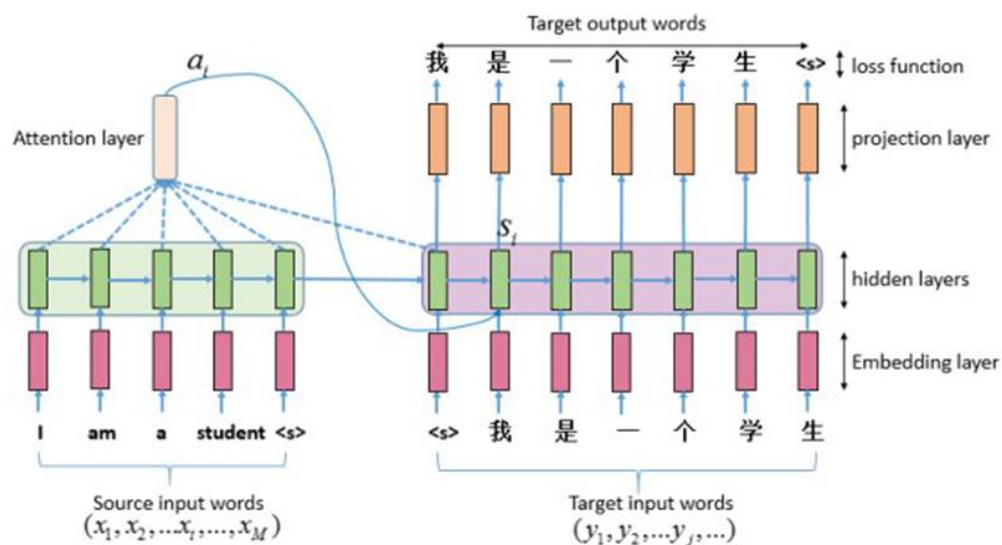 Target output words
我 是 一 个 学 生 <s>
loss function
a_i
Attention layer
projection layer
s_i
hidden layers
Embedding layer
I am a student <s>
<s> 我 是 一 个 学 生
Source input words
(x_1, x_2, ...x_i, ..., x_M)
Target input words
(y_1, y_2, ...y_j, ...)